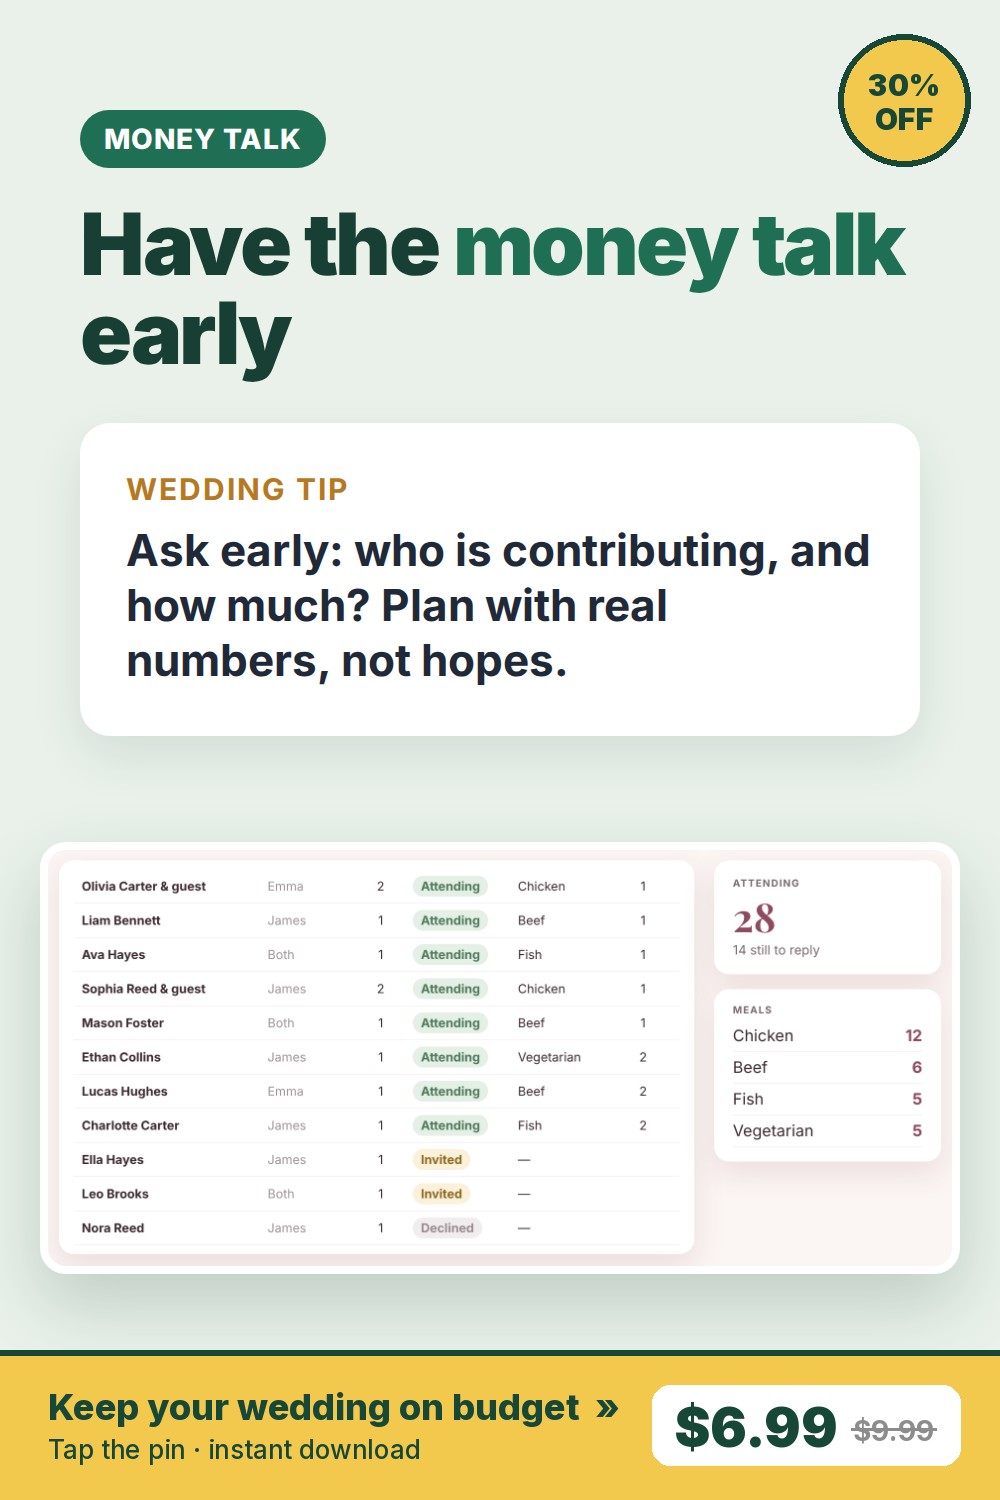 30%
OFF
MONEY TALK
Have the money talk
early
WEDDING TIP
Ask early: who is contributing, and
how much? Plan with real
numbers, not hopes.
Olivia Carter & guest Emma 2 Attending Chicken 1
Liam Bennett James 1 Attending Beef 1
Ava Hayes Both 1 Attending Fish 1
Sophia Reed & guest James 2 Attending Chicken 1
Mason Foster Both 1 Attending Beef 1
Ethan Collins James 1 Attending Vegetarian 2
Lucas Hughes Emma 1 Attending Beef 2
Charlotte Carter James 1 Attending Fish 2
Ella Hayes James 1 Invited —
Leo Brooks Both 1 Invited —
Nora Reed James 1 Declined —
ATTENDING
28
14 still to reply
MEALS
Chicken 12
Beef 6
Fish 5
Vegetarian 5
Keep your wedding on budget »
Tap the pin · instant download
$6.99 $9.99